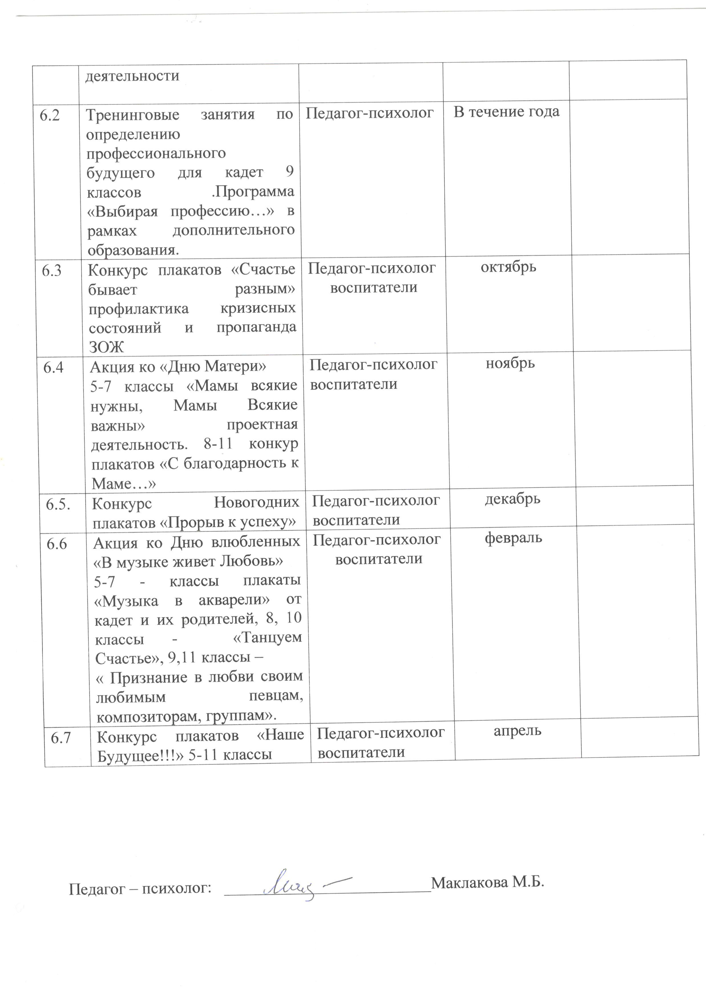 деятельности
6.2 Тренинговые занятия по Педагог-психолог В течение года
определению
профессионального
будущего для кадет 9
классов .Программа
«Выбирая профессию…» в
рамках дополнительного
образования.
6.3 Конкурс плакатов «Счастье Педагог-психолог октябрь
бывает разным» воспитатели
профилактика кризисных
состояний и пропаганда
ЗОЖ
6.4 Акция ко «Дню Матери» Педагог-психолог ноябрь
5-7 классы «Мамы всякие воспитатели
нужны, Мамы Всякие
важны» проектная
деятельность. 8-11 конкур
плакатов «С благодарность к
Маме…»
6.5. Конкурс Новогодних Педагог-психолог декабрь
плакатов «Прорыв к успеху» воспитатели
6.6 Акция ко Дню влюбленных Педагог-психолог февраль
«В музыке живет Любовь» воспитатели
5-7 - классы плакаты
«Музыка в акварели» от
кадет и их родителей, 8, 10
классы - «Танцуем
Счастье», 9,11 классы –
« Признание в любви своим
любимым певцам,
композиторам, группам».
6.7 Конкурс плакатов «Наше Педагог-психолог апрель
Будущее!!!» 5-11 классы воспитатели
Педагог – психолог: Маклакова М.Б.